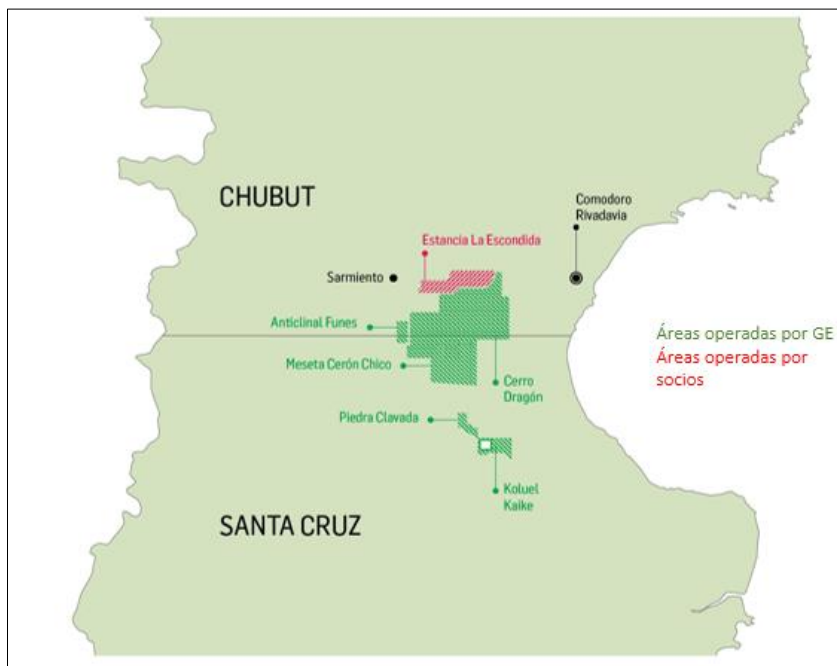 CHUBUT
Comodoro
Rivadavia
Estancia La Escondida
Sarmiento
Anticlinal Funes
Áreas operadas por GE
Áreas operadas por
socios
Meseta Cerón Chico
Cerro
Dragón
Piedra Clavada
Koluel
Kaike
SANTA CRUZ